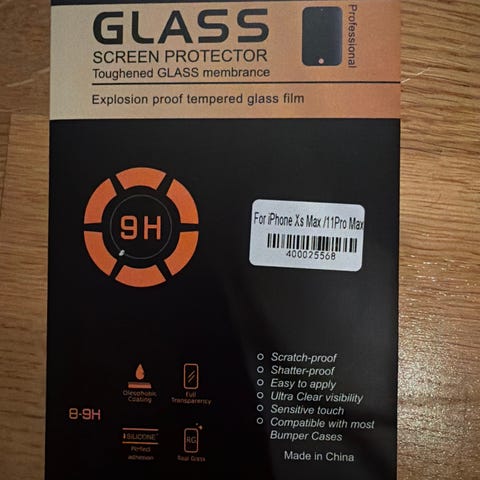 GLASS
SCREEN PROTECTOR
Toughened GLASS membrance
Professional
Explosion proof tempered glass film
9H
For iPhone Xs Max /11Pro Max
400025568
Oleophobic
Coating
Full
Transparency
8-9H
SILICONE
Perfect
adhesion
RG
Real Glass
Scratch-proof
Shatter-proof
Easy to apply
Ultra Clear visibility
Sensitive touch
Compatible with most
Bumper Cases
Made in China